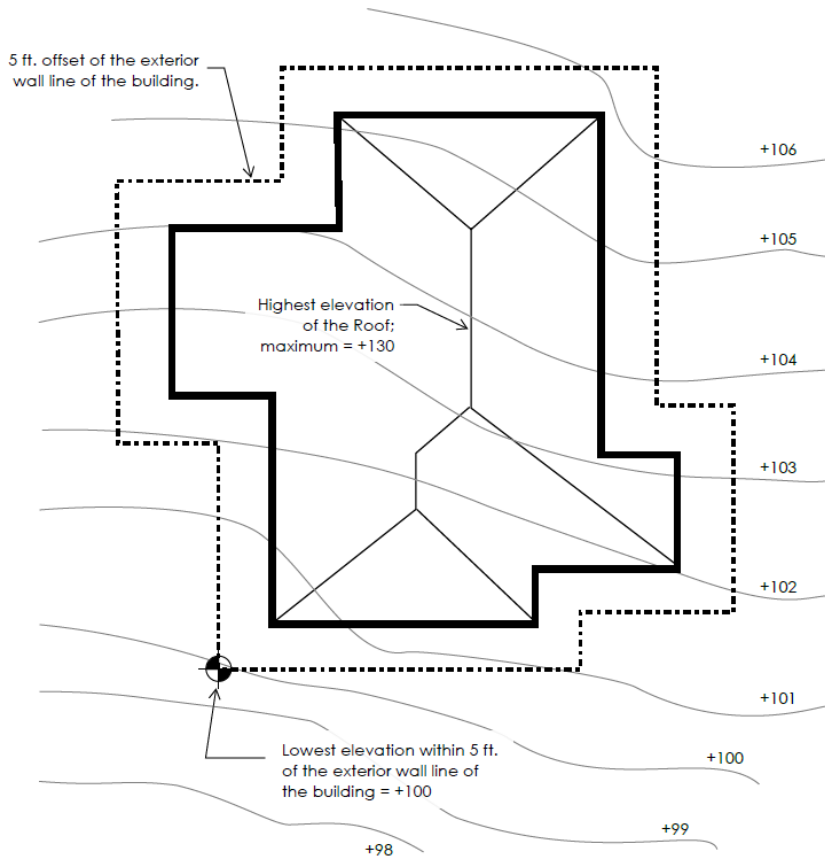 5 ft. offset of the exterior
wall line of the building.
+106
+105
Highest elevation
of the Roof;
maximum = +130
+104
+103
+102
+101
Lowest elevation within 5 ft.
of the exterior wall line of
the building = +100
+100
+99
+98